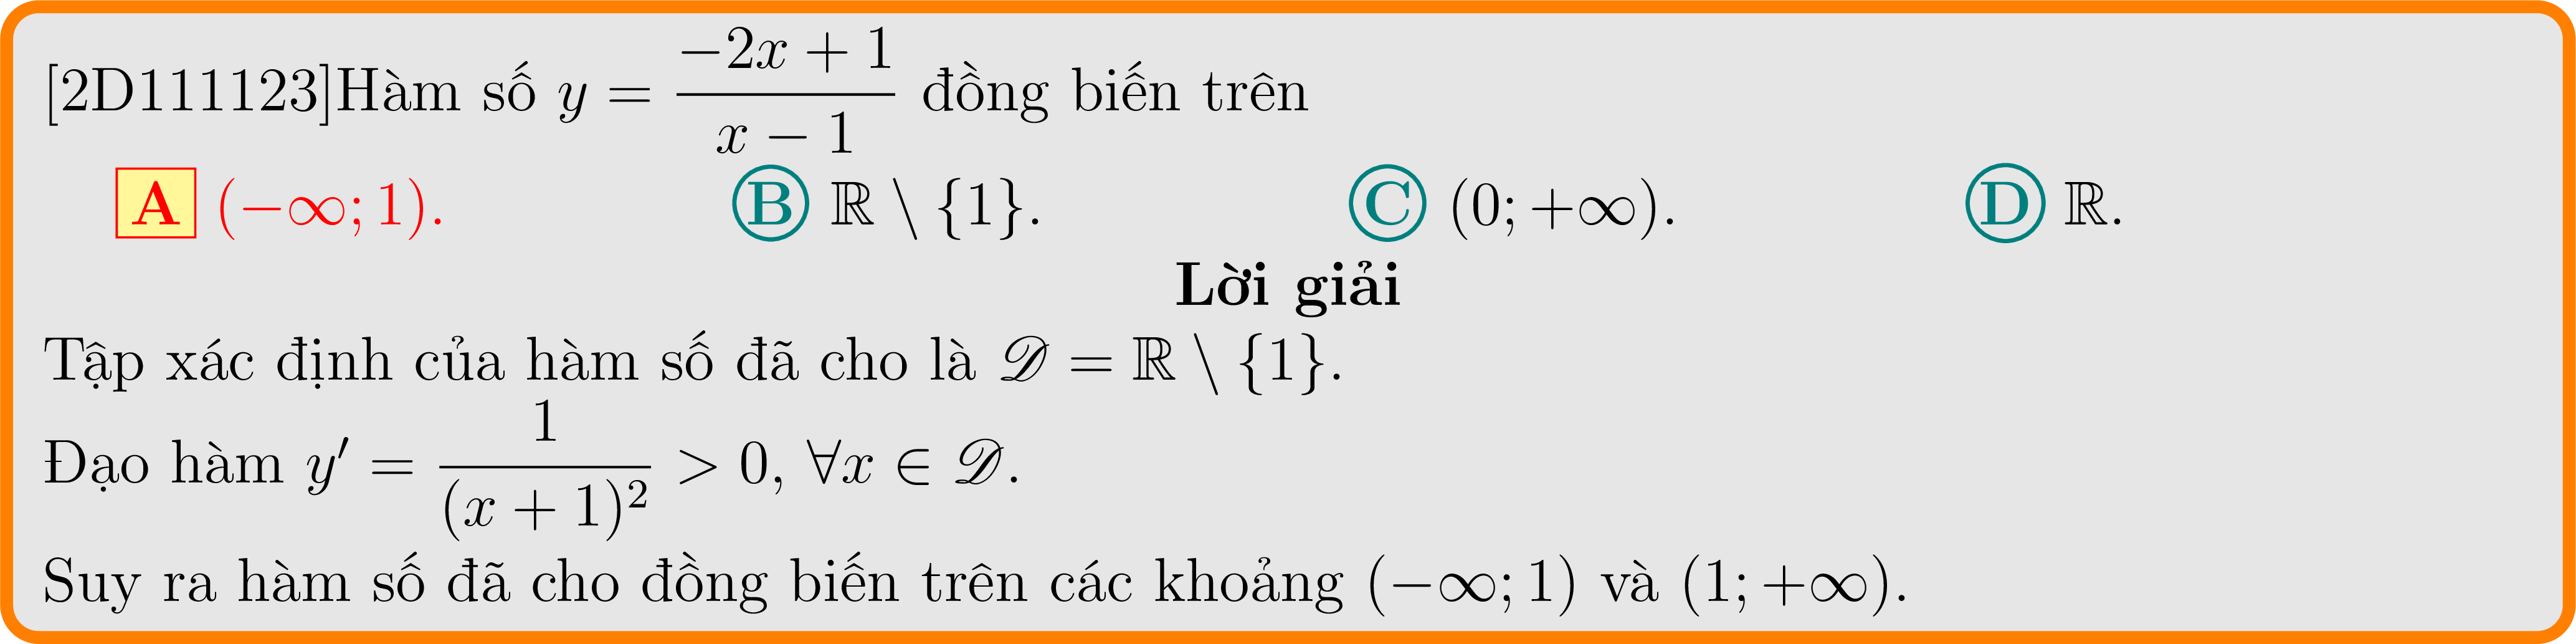 [2D111123]Hàm số $y = \dfrac{-2x+1}{x-1}$ đồng biến trên
A $(-\infty; 1)$. B $\mathbb{R} \setminus \{1\}$. C $(0; +\infty)$. D $\mathbb{R}$.
Lời giải
Tập xác định của hàm số đã cho là $\mathscr{D} = \mathbb{R} \setminus \{1\}$.
Đạo hàm $y' = \dfrac{1}{(x+1)^2} > 0, \forall x \in \mathscr{D}$.
Suy ra hàm số đã cho đồng biến trên các khoảng $(-\infty; 1)$ và $(1; +\infty)$.